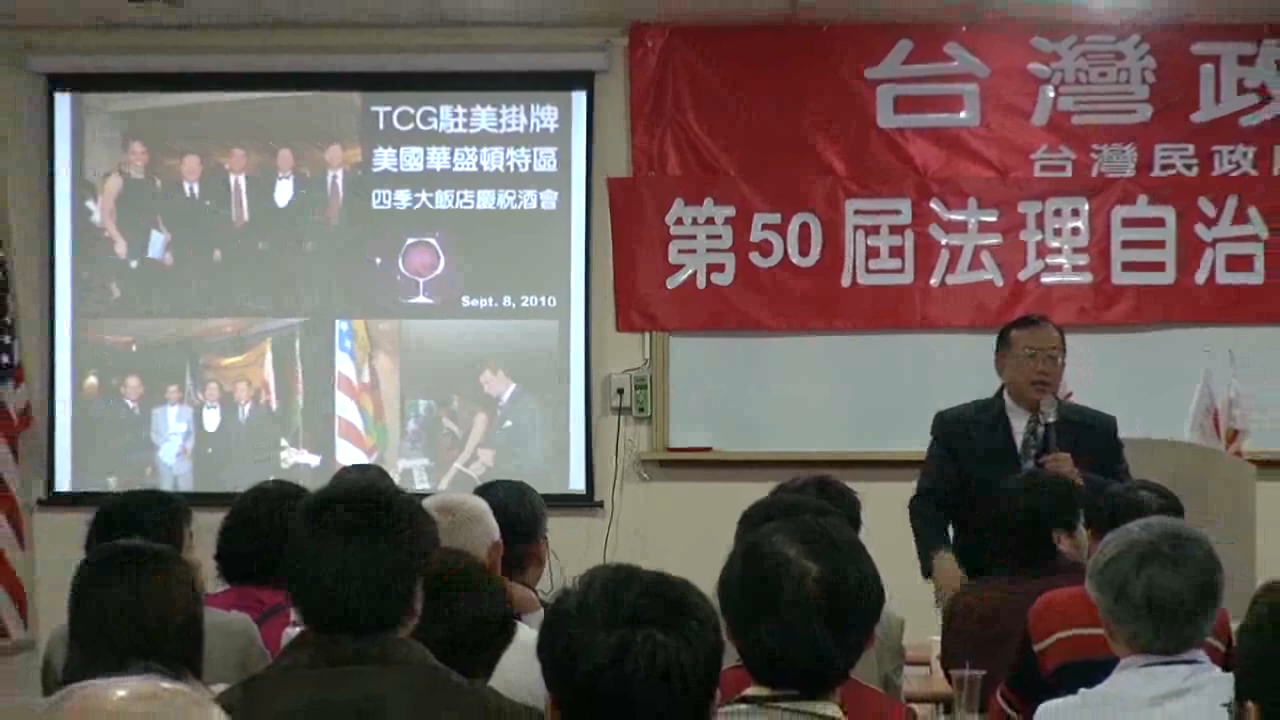 TCG駐美掛牌
美國華盛頓特區
四季大飯店慶祝酒會
Sept. 8, 2010
台灣政
台灣民政
第50屆法理自治